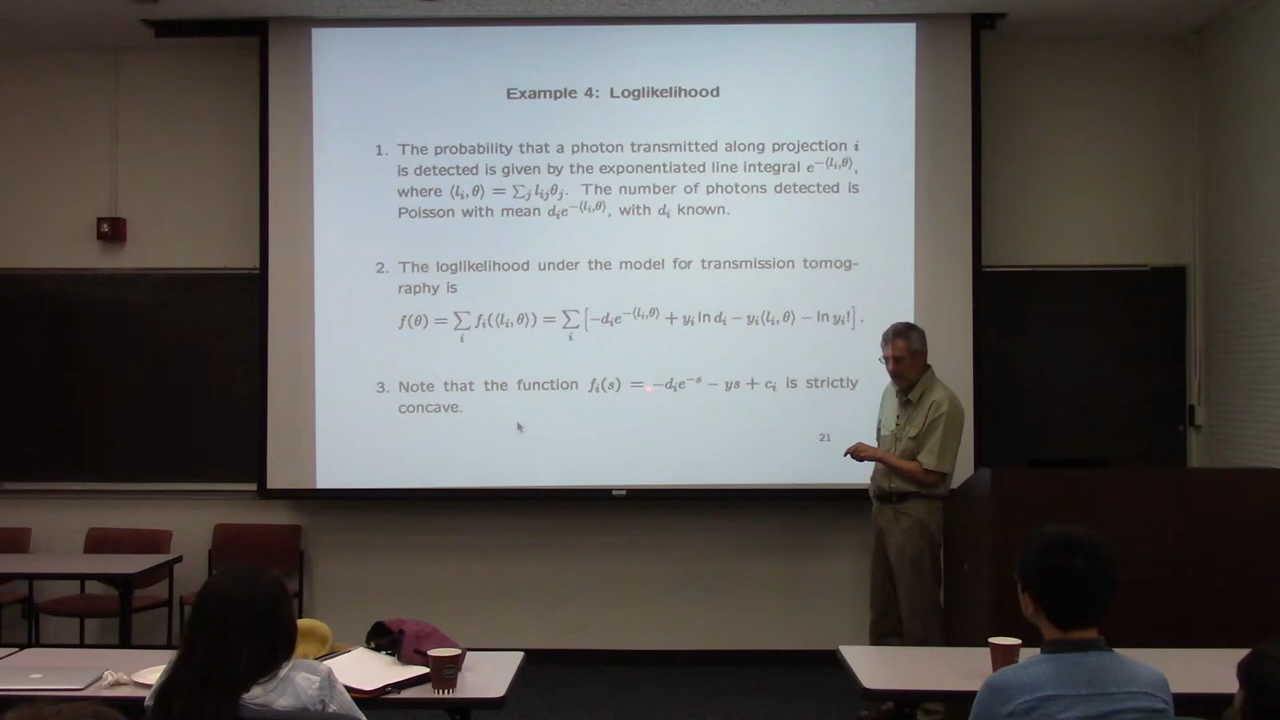 Example 4: Loglikelihood
1. The probability that a photon transmitted along projection i
is detected is given by the exponentiated line integral e^{−⟨l_i,θ⟩},
where ⟨l_i, θ⟩ = ∑_j l_{ij}θ_j. The number of photons detected is
Poisson with mean d_i e^{−⟨l_i,θ⟩}, with d_i known.
2. The loglikelihood under the model for transmission tomog-
raphy is
f(θ) = ∑_i f_i(⟨l_i, θ⟩) = ∑_i [−d_i e^{−⟨l_i,θ⟩} + y_i ln d_i − y_i⟨l_i, θ⟩ − ln y_i!].
3. Note that the function f_i(s) = −d_i e^{−s} − ys + c_i is strictly
concave.
21